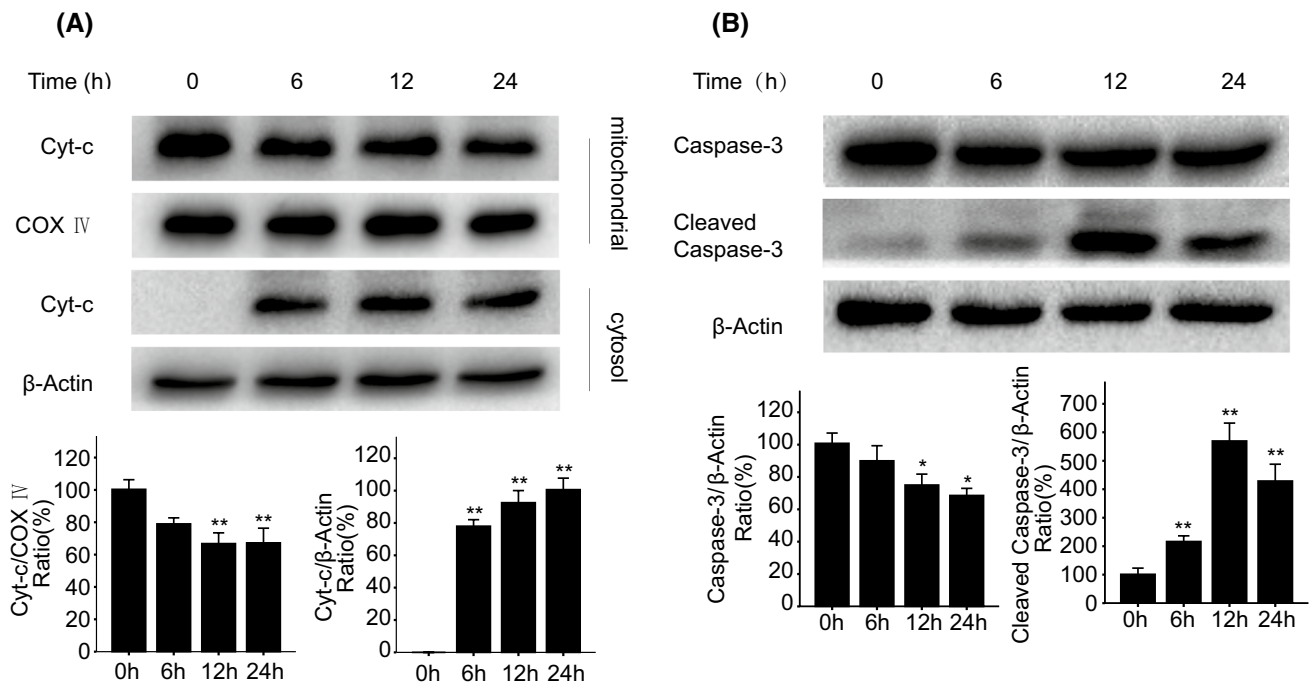 (A)
Time (h) 0 6 12 24
Cyt-c
COX Ⅳ
mitochondrial
Cyt-c
β-Actin
cytosol
Cyt-c/COX Ⅳ
Ratio(%)
120
100
80
60
40
20
0
** **
0h 6h 12h 24h
Cyt-c/β-Actin
Ratio(%)
120
100
80
60
40
20
0
** ** **
0h 6h 12h 24h
(B)
Time（h） 0 6 12 24
Caspase-3
Cleaved
Caspase-3
β-Actin
Caspase-3/β-Actin
Ratio(%)
120
100
80
60
40
20
0
* *
0h 6h 12h 24h
Cleaved Caspase-3/β-Actin
Ratio(%)
700
600
500
400
300
200
100
0
** ** **
0h 6h 12h 24h